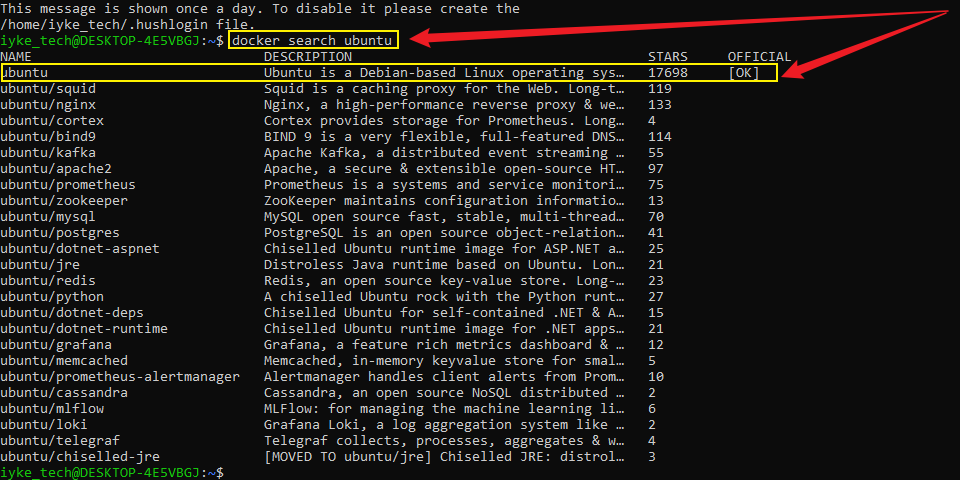 This message is shown once a day. To disable it please create the
/home/iyke_tech/.hushlogin file.
iyke_tech@DESKTOP-4E5VBGJ:~$ docker search ubuntu
NAME DESCRIPTION STARS OFFICIAL
ubuntu Ubuntu is a Debian-based Linux operating sys… 17698 [OK]
ubuntu/squid Squid is a caching proxy for the Web. Long-t… 119
ubuntu/nginx Nginx, a high-performance reverse proxy & we… 133
ubuntu/cortex Cortex provides storage for Prometheus. Long… 4
ubuntu/bind9 BIND 9 is a very flexible, full-featured DNS… 114
ubuntu/kafka Apache Kafka, a distributed event streaming … 55
ubuntu/apache2 Apache, a secure & extensible open-source HT… 97
ubuntu/prometheus Prometheus is a systems and service monitori… 75
ubuntu/zookeeper ZooKeeper maintains configuration informatio… 13
ubuntu/mysql MySQL open source fast, stable, multi-thread… 70
ubuntu/postgres PostgreSQL is an open source object-relation… 41
ubuntu/dotnet-aspnet Chiselled Ubuntu runtime image for ASP.NET a… 25
ubuntu/jre Distroless Java runtime based on Ubuntu. Lon… 21
ubuntu/redis Redis, an open source key-value store. Long-… 23
ubuntu/python A chiselled Ubuntu rock with the Python runt… 27
ubuntu/dotnet-deps Chiselled Ubuntu for self-contained .NET & A… 15
ubuntu/dotnet-runtime Chiselled Ubuntu runtime image for .NET apps… 21
ubuntu/grafana Grafana, a feature rich metrics dashboard & … 12
ubuntu/memcached Memcached, in-memory keyvalue store for smal… 5
ubuntu/prometheus-alertmanager Alertmanager handles client alerts from Prom… 10
ubuntu/cassandra Cassandra, an open source NoSQL distributed … 2
ubuntu/mlflow MLFlow: for managing the machine learning li… 6
ubuntu/loki Grafana Loki, a log aggregation system like … 2
ubuntu/telegraf Telegraf collects, processes, aggregates & w… 4
ubuntu/chiselled-jre [MOVED TO ubuntu/jre] Chiselled JRE: distrol… 3
iyke_tech@DESKTOP-4E5VBGJ:~$